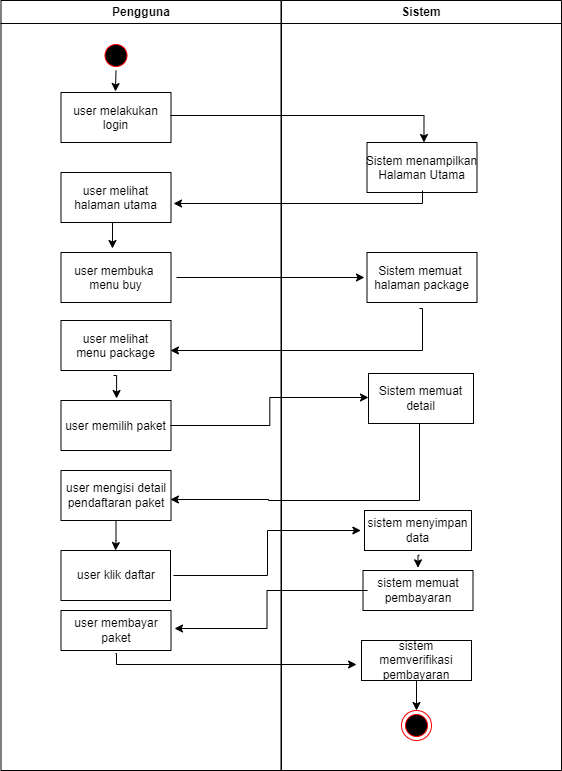 Pengguna
Sistem
user melakukan
login
Sistem menampilkan
Halaman Utama
user melihat
halaman utama
user membuka
menu buy
Sistem memuat
halaman package
user melihat
menu package
user memilih paket
Sistem memuat
detail
user mengisi detail
pendaftaran paket
sistem menyimpan
data
user klik daftar
sistem memuat
pembayaran
user membayar
paket
sistem
memverifikasi
pembayaran